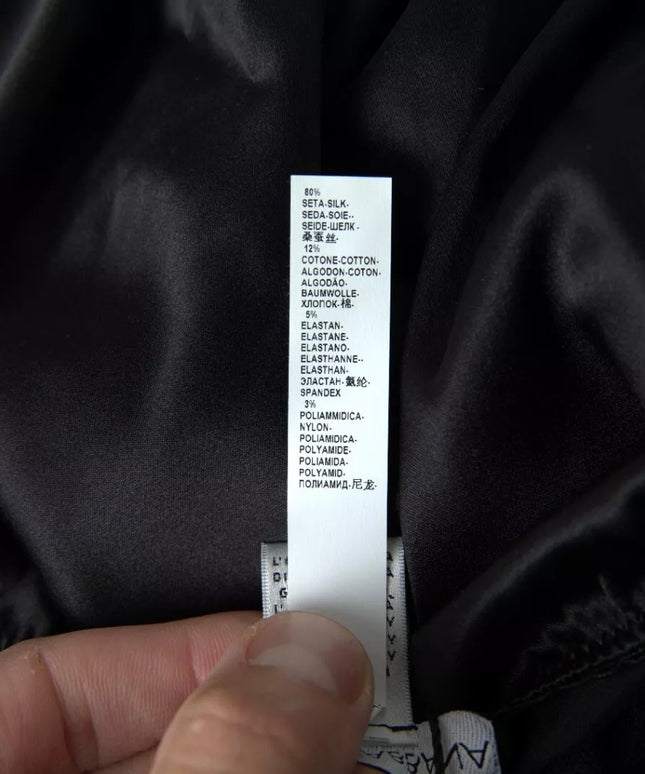 80%
SETA-SILK-
SEDA-SOIE--
SEIDE-ШЕЛК -
桑蚕丝-
12%
COTONE-COTTON-
ALGODON-COTON-
ALGODÃO-
BAUMWOLLE-
ХЛОПОК-棉-
5%
ELASTAN-
ELASTANE-
ELASTANO-
ELASTHANNE--
ELASTHAN-
ЭЛАСТАН-氨纶-
SPANDEX
3%
POLIAMMIDICA-
NYLON-
POLIAMIDICA-
POLYAMIDE-
POLIAMIDA-
POLYAMID-
ПОЛИАМИД-尼龙-